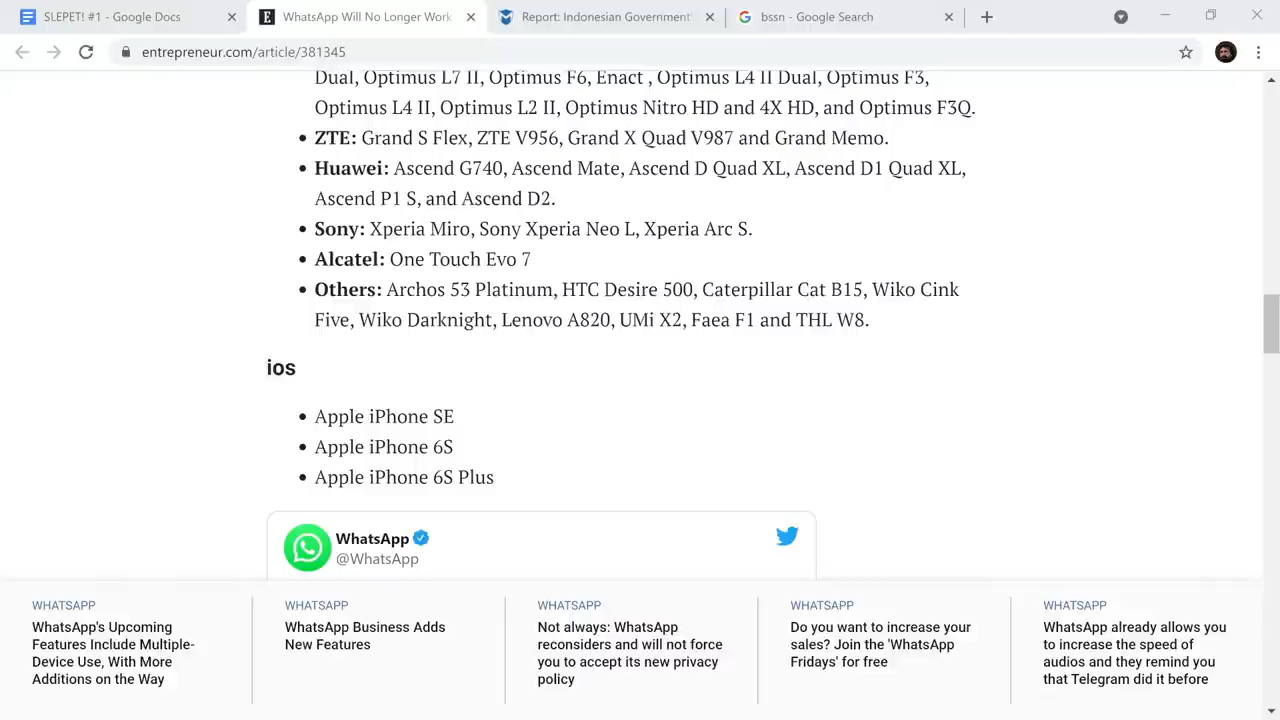 SLEPET! #1 - Google Docs
WhatsApp Will No Longer Work
Report: Indonesian Government'
bssn - Google Search
entrepreneur.com/article/381345
Dual, Optimus L7 II, Optimus F6, Enact , Optimus L4 II Dual, Optimus F3,
Optimus L4 II, Optimus L2 II, Optimus Nitro HD and 4X HD, and Optimus F3Q.
• ZTE: Grand S Flex, ZTE V956, Grand X Quad V987 and Grand Memo.
• Huawei: Ascend G740, Ascend Mate, Ascend D Quad XL, Ascend D1 Quad XL,
Ascend P1 S, and Ascend D2.
• Sony: Xperia Miro, Sony Xperia Neo L, Xperia Arc S.
• Alcatel: One Touch Evo 7
• Others: Archos 53 Platinum, HTC Desire 500, Caterpillar Cat B15, Wiko Cink
Five, Wiko Darknight, Lenovo A820, UMi X2, Faea F1 and THL W8.
ios
• Apple iPhone SE
• Apple iPhone 6S
• Apple iPhone 6S Plus
WhatsApp
@WhatsApp
WHATSAPP
WhatsApp's Upcoming
Features Include Multiple-
Device Use, With More
Additions on the Way
WHATSAPP
WhatsApp Business Adds
New Features
WHATSAPP
Not always: WhatsApp
reconsiders and will not force
you to accept its new privacy
policy
WHATSAPP
Do you want to increase your
sales? Join the 'WhatsApp
Fridays' for free
WHATSAPP
WhatsApp already allows you
to increase the speed of
audios and they remind you
that Telegram did it before